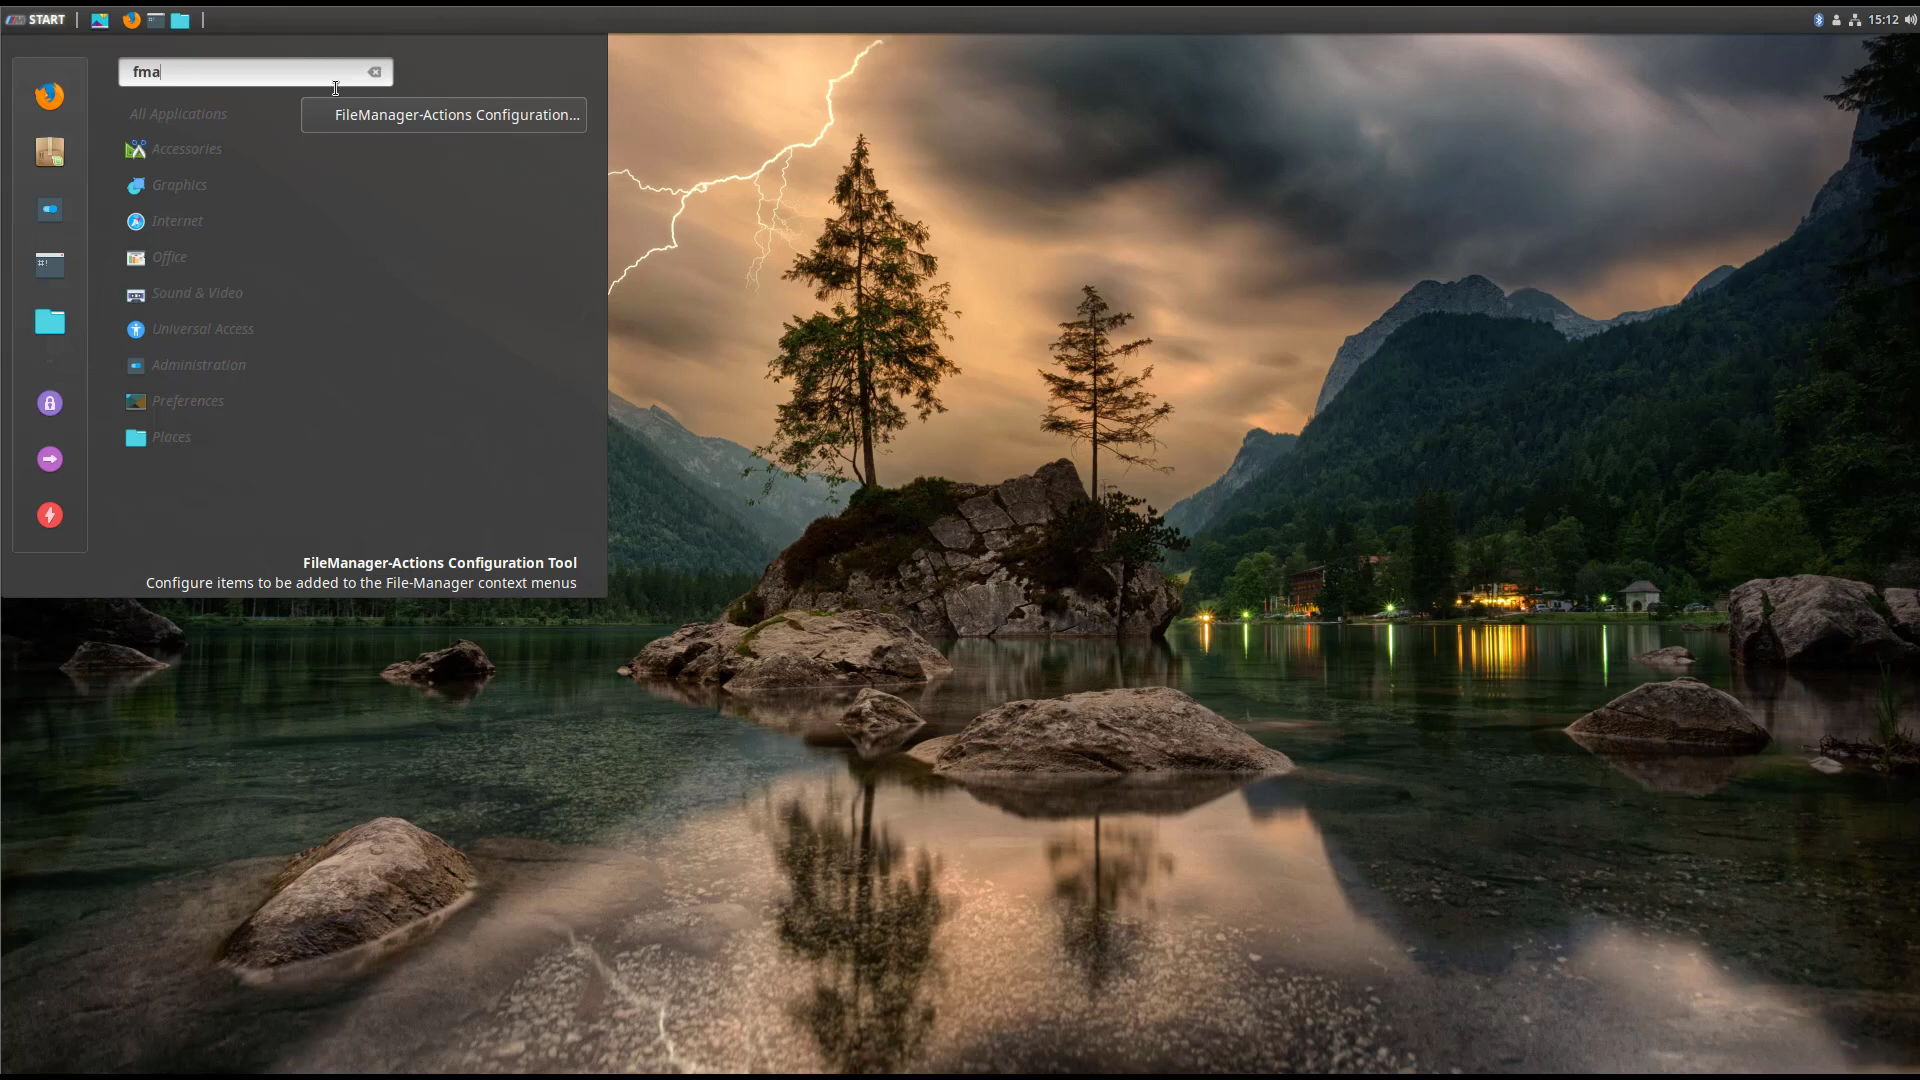 START
15:12
fma
All Applications
FileManager-Actions Configuration...
Accessories
Graphics
Internet
Office
Sound & Video
Universal Access
Administration
Preferences
Places
FileManager-Actions Configuration Tool
Configure items to be added to the File-Manager context menus